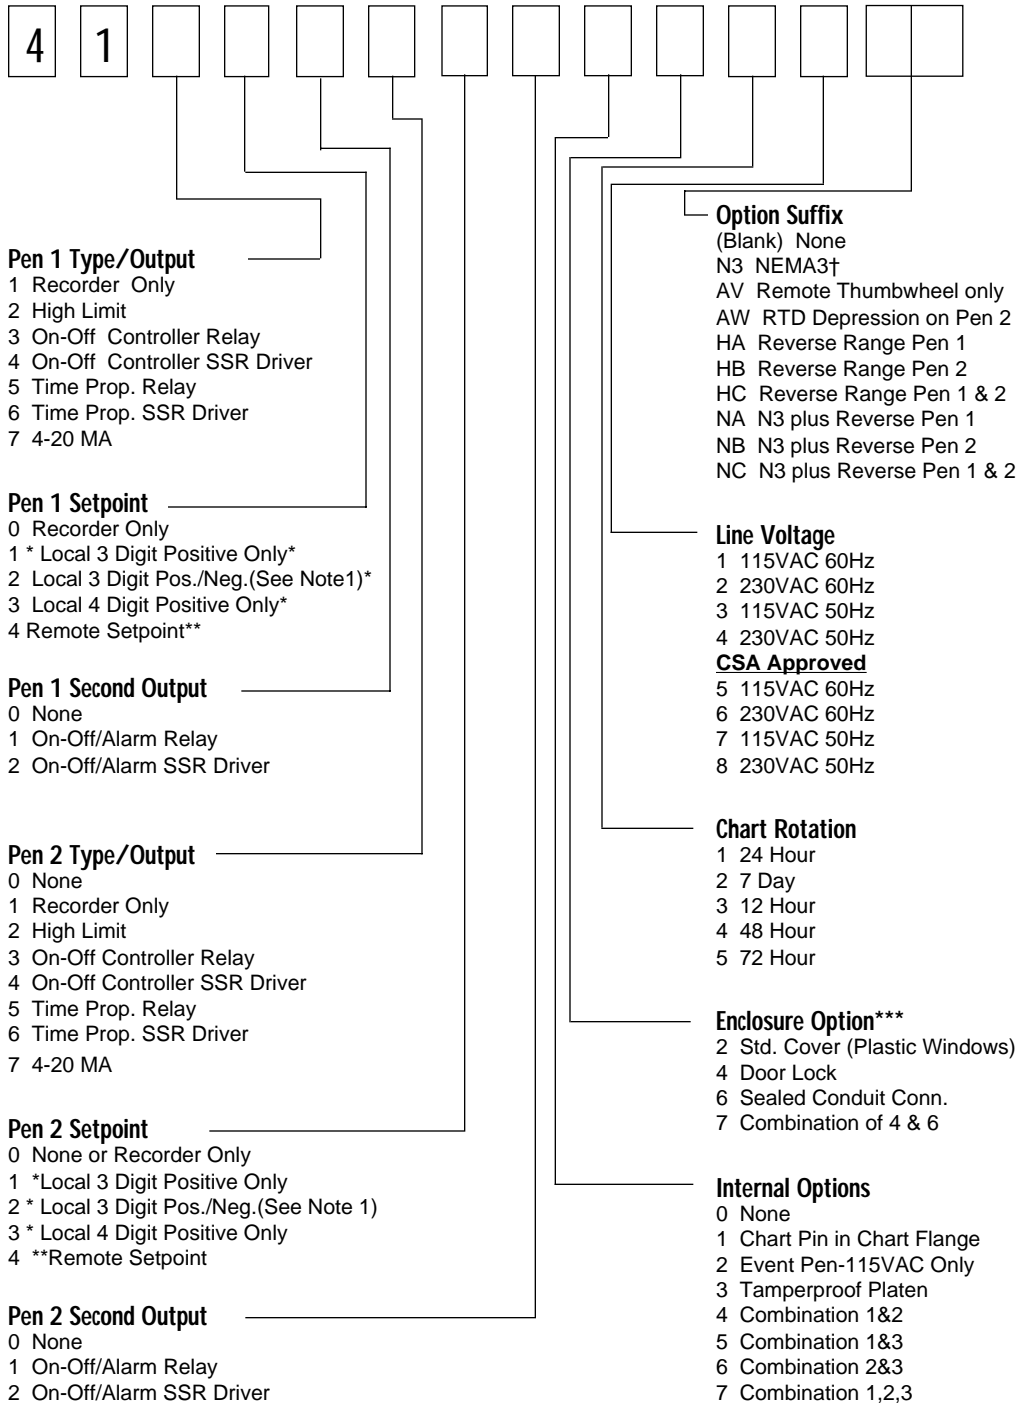 4 1
Pen 1 Type/Output
1 Recorder Only
2 High Limit
3 On-Off Controller Relay
4 On-Off Controller SSR Driver
5 Time Prop. Relay
6 Time Prop. SSR Driver
7 4-20 MA
Pen 1 Setpoint
0 Recorder Only
1 * Local 3 Digit Positive Only*
2 Local 3 Digit Pos./Neg.(See Note1)*
3 Local 4 Digit Positive Only*
4 Remote Setpoint**
Pen 1 Second Output
0 None
1 On-Off/Alarm Relay
2 On-Off/Alarm SSR Driver
Pen 2 Type/Output
0 None
1 Recorder Only
2 High Limit
3 On-Off Controller Relay
4 On-Off Controller SSR Driver
5 Time Prop. Relay
6 Time Prop. SSR Driver
7 4-20 MA
Pen 2 Setpoint
0 None or Recorder Only
1 *Local 3 Digit Positive Only
2 * Local 3 Digit Pos./Neg.(See Note 1)
3 * Local 4 Digit Positive Only
4 **Remote Setpoint
Pen 2 Second Output
0 None
1 On-Off/Alarm Relay
2 On-Off/Alarm SSR Driver
Option Suffix
(Blank) None
N3 NEMA3†
AV Remote Thumbwheel only
AW RTD Depression on Pen 2
HA Reverse Range Pen 1
HB Reverse Range Pen 2
HC Reverse Range Pen 1 & 2
NA N3 plus Reverse Pen 1
NB N3 plus Reverse Pen 2
NC N3 plus Reverse Pen 1 & 2
Line Voltage
1 115VAC 60Hz
2 230VAC 60Hz
3 115VAC 50Hz
4 230VAC 50Hz
CSA Approved
5 115VAC 60Hz
6 230VAC 60Hz
7 115VAC 50Hz
8 230VAC 50Hz
Chart Rotation
1 24 Hour
2 7 Day
3 12 Hour
4 48 Hour
5 72 Hour
Enclosure Option***
2 Std. Cover (Plastic Windows)
4 Door Lock
6 Sealed Conduit Conn.
7 Combination of 4 & 6
Internal Options
0 None
1 Chart Pin in Chart Flange
2 Event Pen-115VAC Only
3 Tamperproof Platen
4 Combination 1&2
5 Combination 1&3
6 Combination 2&3
7 Combination 1,2,3